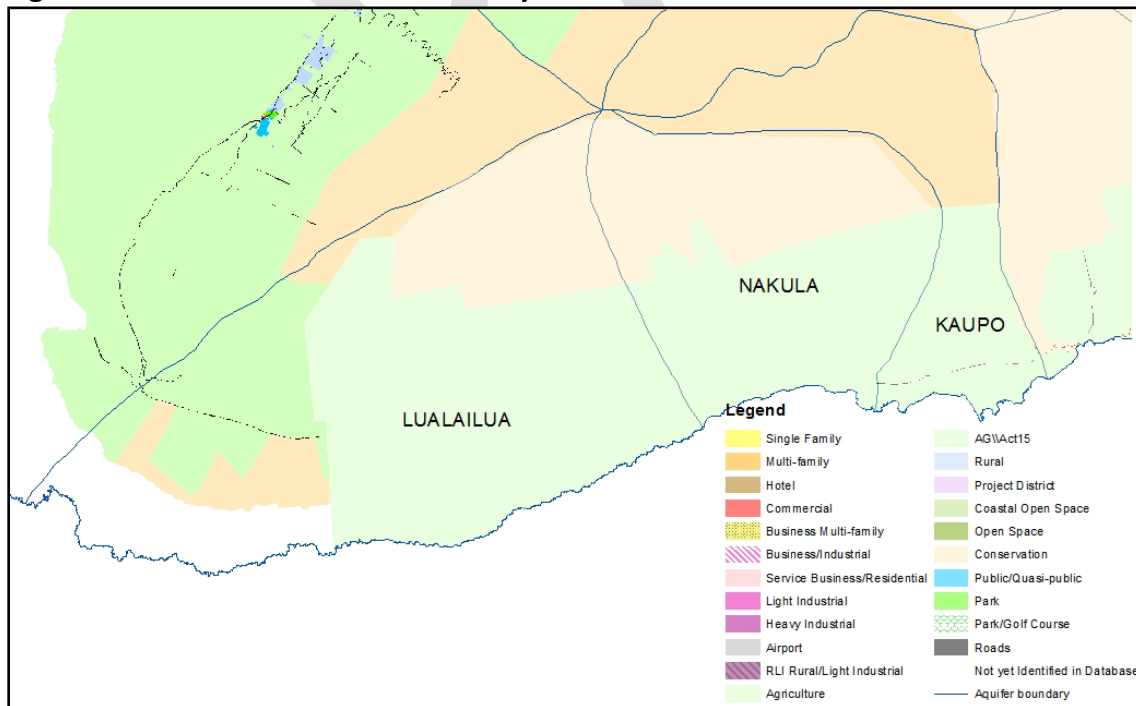 NAKULA
KAUPO
LUALAILUA
Legend
Single Family
Multi-family
Hotel
Commercial
Business Multi-family
Business/Industrial
Service Business/Residential
Light Industrial
Heavy Industrial
Airport
RLI Rural/Light Industrial
Agriculture
AG\\Act15
Rural
Project District
Coastal Open Space
Open Space
Conservation
Public/Quasi-public
Park
Park/Golf Course
Roads
Not yet Identified in Database
Aquifer boundary